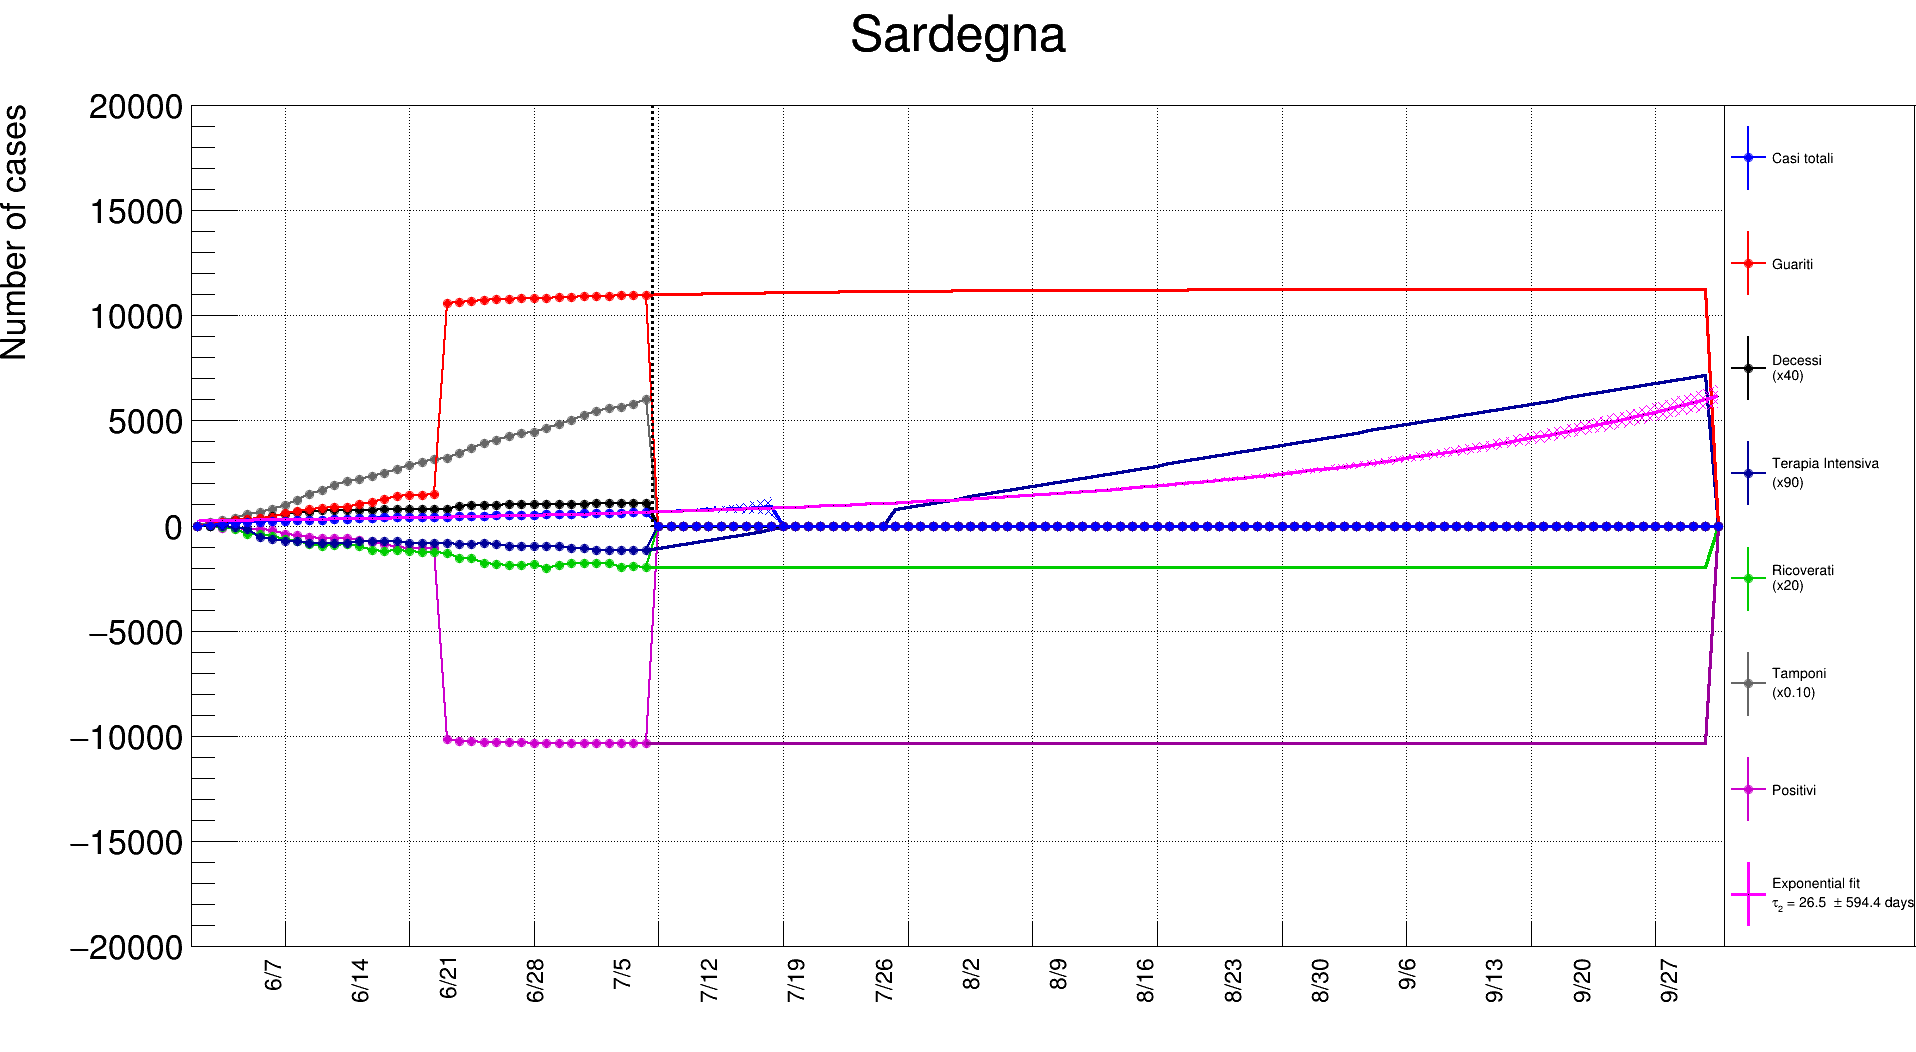 Sardegna
Number of cases
20000
15000
10000
5000
0
−5000
−10000
−15000
−20000
6/7
6/14
6/21
6/28
7/5
7/12
7/19
7/26
8/2
8/9
8/16
8/23
8/30
9/6
9/13
9/20
9/27
Casi totali
Guariti
Decessi
(x40)
Terapia Intensiva
(x90)
Ricoverati
(x20)
Tamponi
(x0.10)
Positivi
Exponential fit
τ2 = 26.5 ± 594.4 days